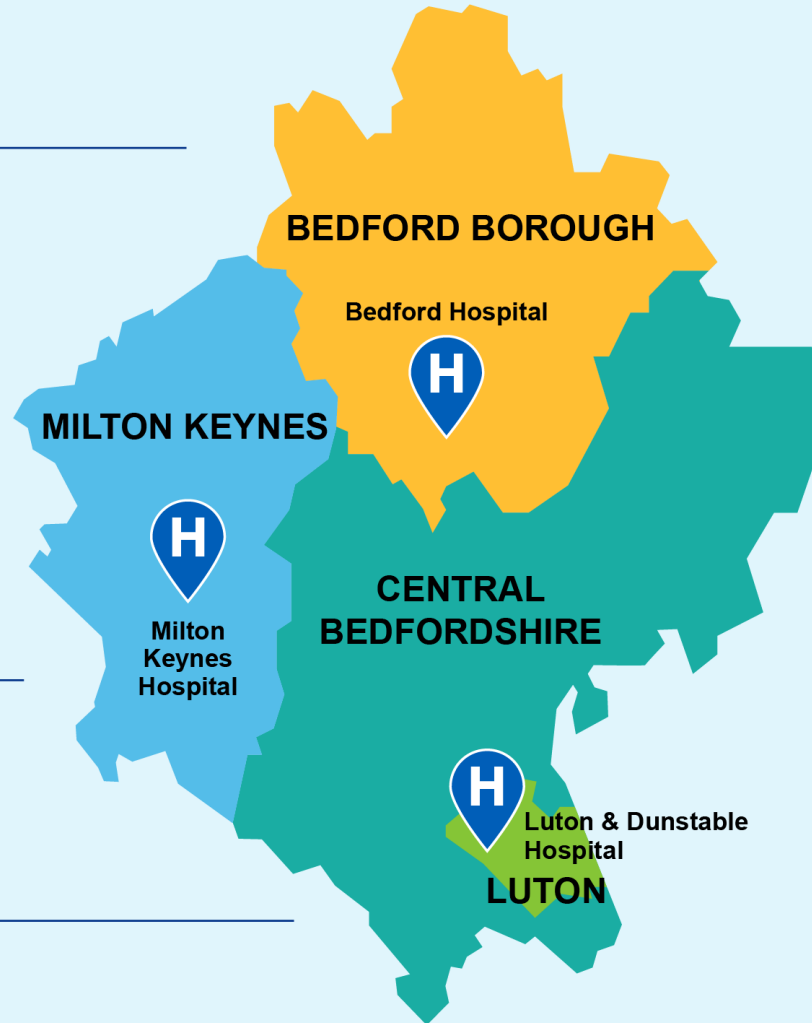 BEDFORD BOROUGH
Bedford Hospital
H
MILTON KEYNES
H
Milton
Keynes
Hospital
CENTRAL
BEDFORDSHIRE
H
Luton & Dunstable
Hospital
LUTON